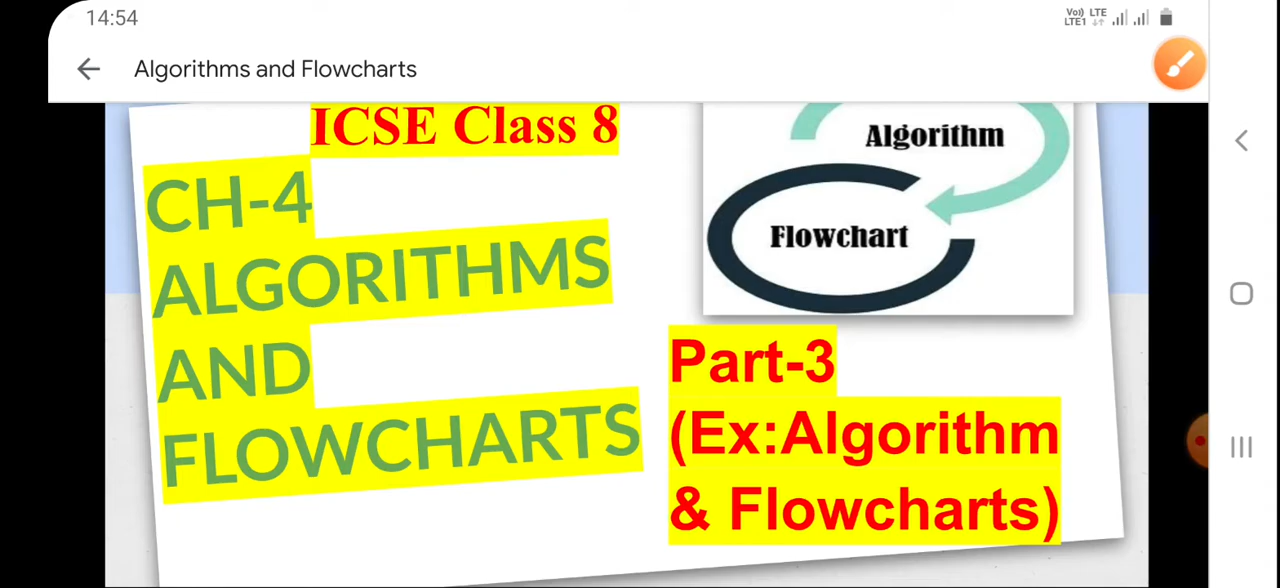 14:54
Vo)) LTE
LTE1
Algorithms and Flowcharts
ICSE Class 8
CH-4
ALGORITHMS
AND
FLOWCHARTS
Algorithm
Flowchart
Part-3
(Ex:Algorithm
& Flowcharts)